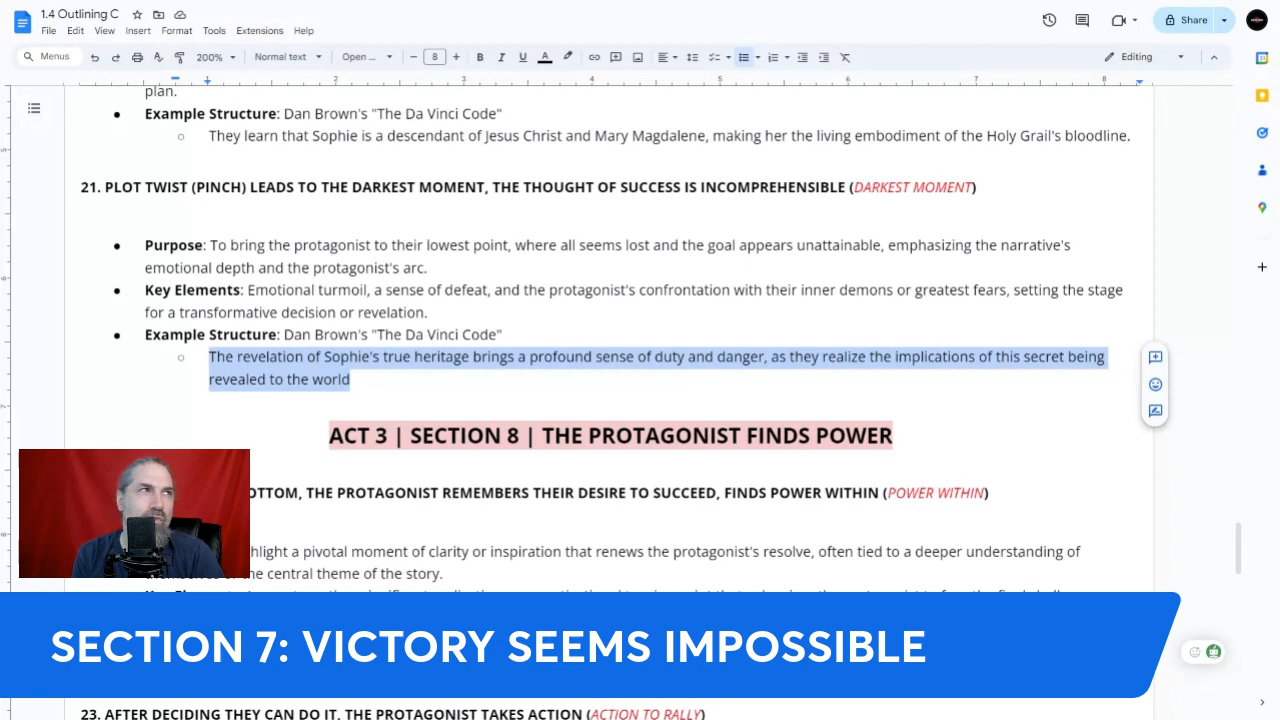 1.4 Outlining C
File Edit View Insert Format Tools Extensions Help
Share
Menus
200%
Normal text
Open ...
8
Editing
2 3 4 5 6 7 8
plan.
Example Structure: Dan Brown's "The Da Vinci Code"
They learn that Sophie is a descendant of Jesus Christ and Mary Magdalene, making her the living embodiment of the Holy Grail's bloodline.
21. PLOT TWIST (PINCH) LEADS TO THE DARKEST MOMENT, THE THOUGHT OF SUCCESS IS INCOMPREHENSIBLE (DARKEST MOMENT)
Purpose: To bring the protagonist to their lowest point, where all seems lost and the goal appears unattainable, emphasizing the narrative's
emotional depth and the protagonist's arc.
Key Elements: Emotional turmoil, a sense of defeat, and the protagonist's confrontation with their inner demons or greatest fears, setting the stage
for a transformative decision or revelation.
Example Structure: Dan Brown's "The Da Vinci Code"
The revelation of Sophie's true heritage brings a profound sense of duty and danger, as they realize the implications of this secret being
revealed to the world
ACT 3 | SECTION 8 | THE PROTAGONIST FINDS POWER
OTTOM, THE PROTAGONIST REMEMBERS THEIR DESIRE TO SUCCEED, FINDS POWER WITHIN (POWER WITHIN)
hlight a pivotal moment of clarity or inspiration that renews the protagonist's resolve, often tied to a deeper understanding of
the central theme of the story.
SECTION 7: VICTORY SEEMS IMPOSSIBLE
23. AFTER DECIDING THEY CAN DO IT, THE PROTAGONIST TAKES ACTION (ACTION TO RALLY)